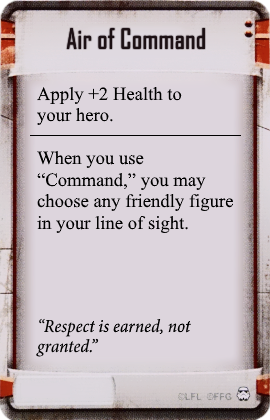 Air of Command
Apply +2 Health to
your hero.
When you use
“Command,” you may
choose any friendly figure
in your line of sight.
“Respect is earned, not
granted.”
©LFL ©FFG